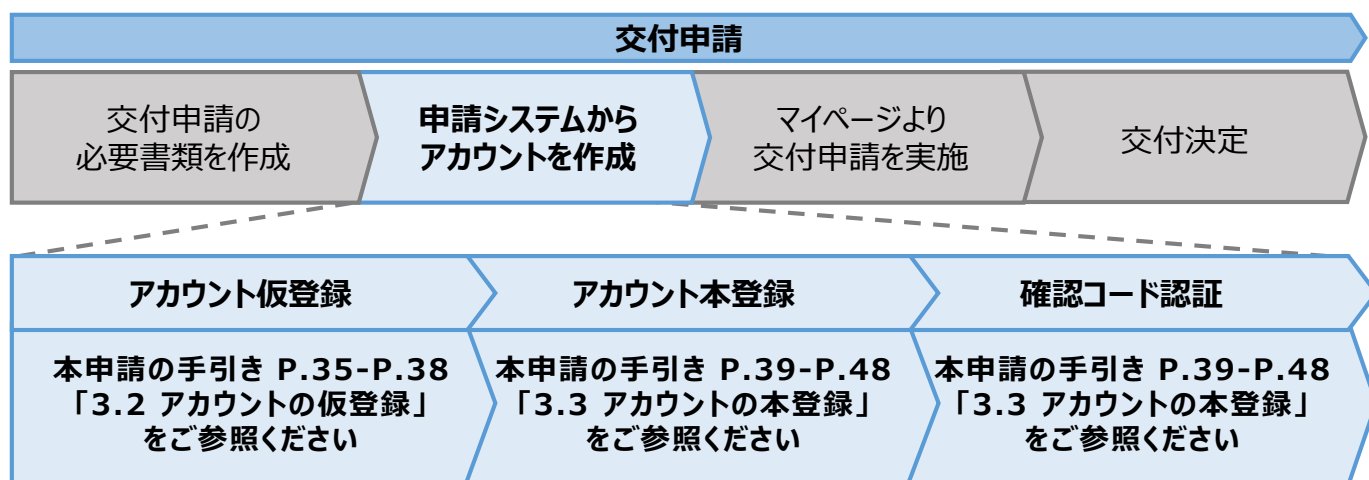 交付申請
交付申請の
必要書類を作成
申請システムから
アカウントを作成
マイページより
交付申請を実施
交付決定
アカウント仮登録
アカウント本登録
確認コード認証
本申請の手引き P.35-P.38
「3.2 アカウントの仮登録」
をご参照ください
本申請の手引き P.39-P.48
「3.3 アカウントの本登録」
をご参照ください
本申請の手引き P.39-P.48
「3.3 アカウントの本登録」
をご参照ください